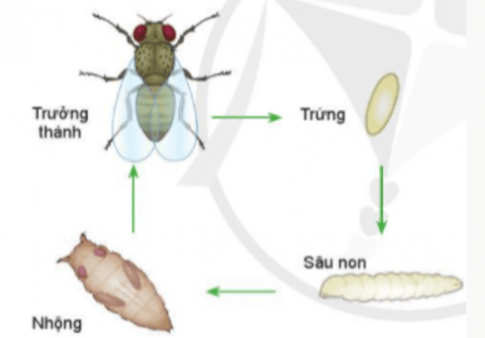 Trưởng
thành
Trứng
Sâu non
Nhộng